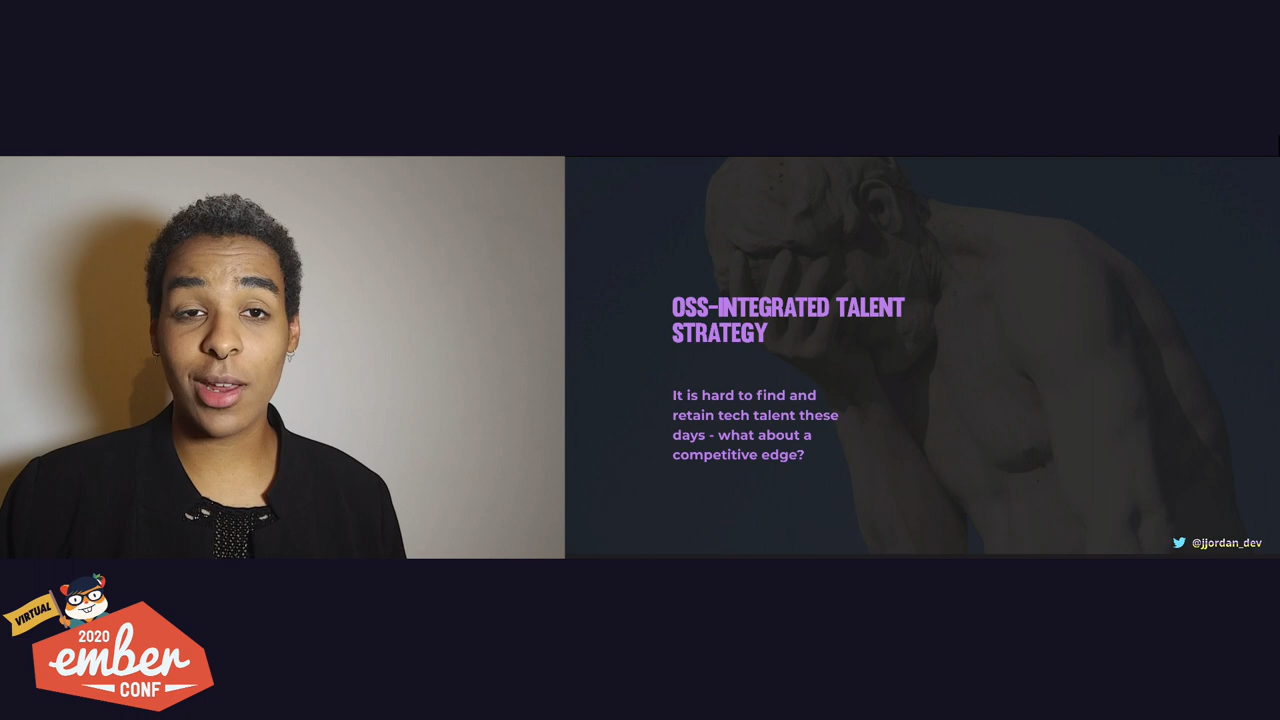 OSS-INTEGRATED TALENT
STRATEGY
It is hard to find and
retain tech talent these
days - what about a
competitive edge?
@jjordan_dev
VIRTUAL
2020
ember
CONF